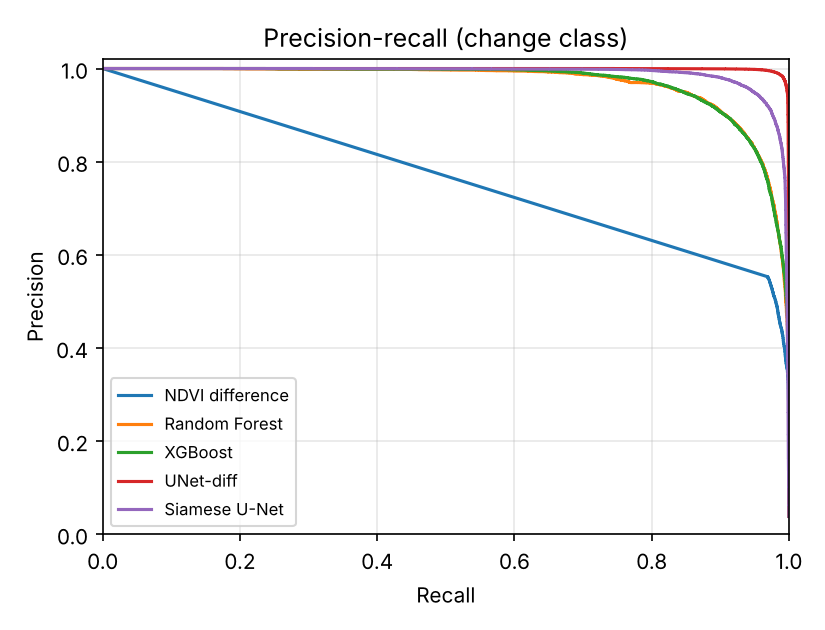 Precision-recall (change class)
1.0
0.8
0.6
0.4
0.2
0.0
Precision
NDVI difference
Random Forest
XGBoost
UNet-diff
Siamese U-Net
0.0 0.2 0.4 0.6 0.8 1.0
Recall